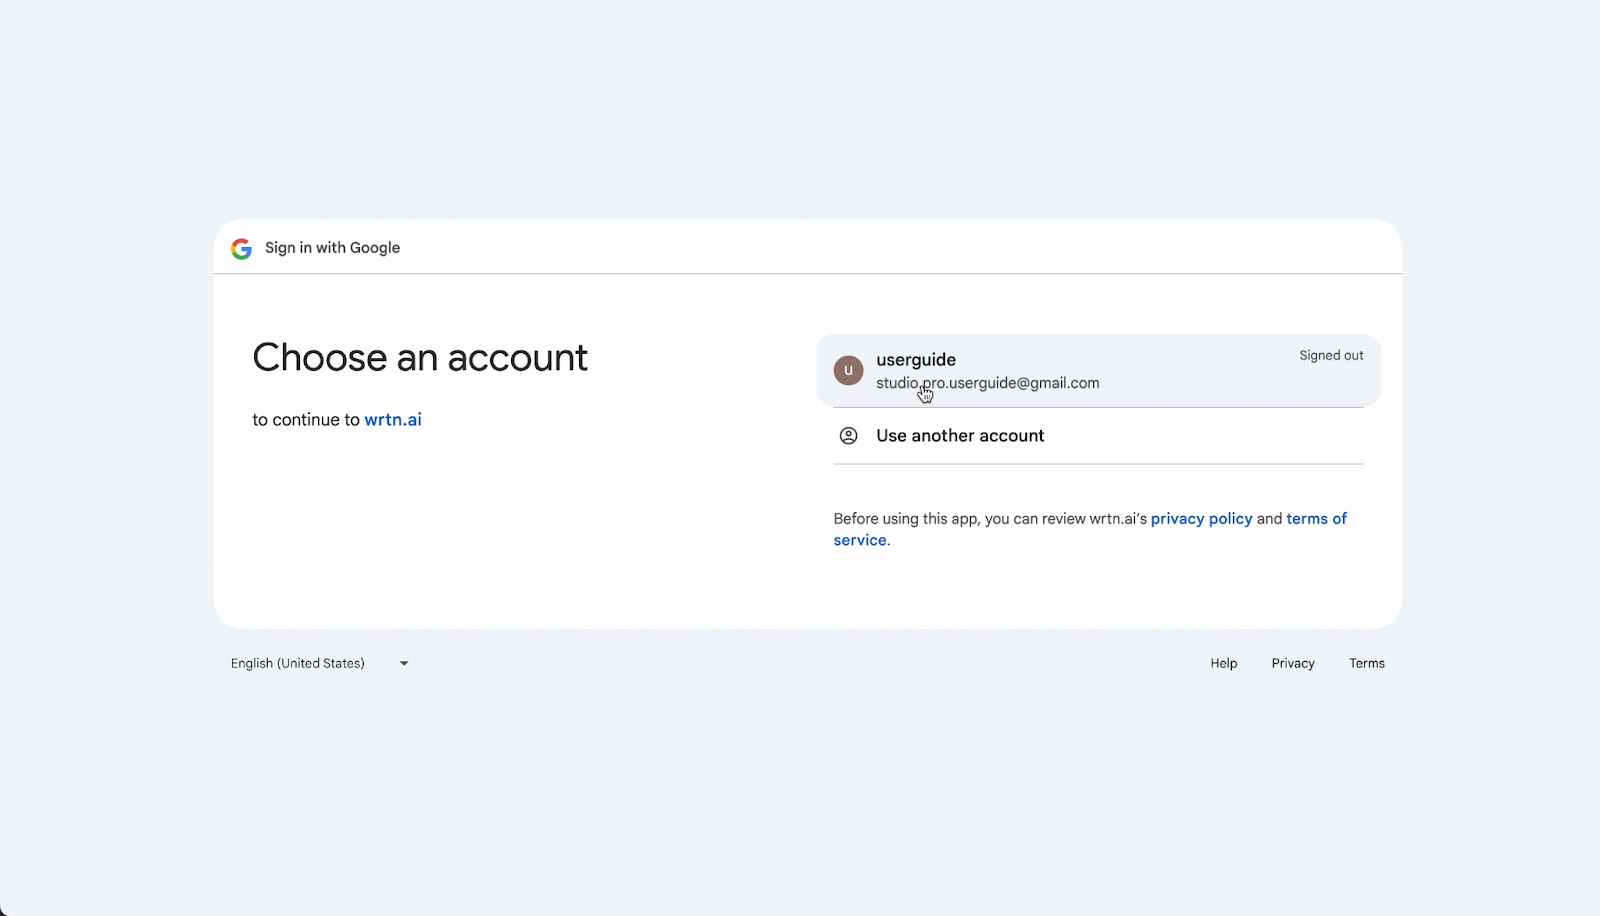 Sign in with Google
Choose an account
to continue to wrtn.ai
u
userguide
studio.pro.userguide@gmail.com
Signed out
Use another account
Before using this app, you can review wrtn.ai’s privacy policy and terms of
service.
English (United States)
Help
Privacy
Terms